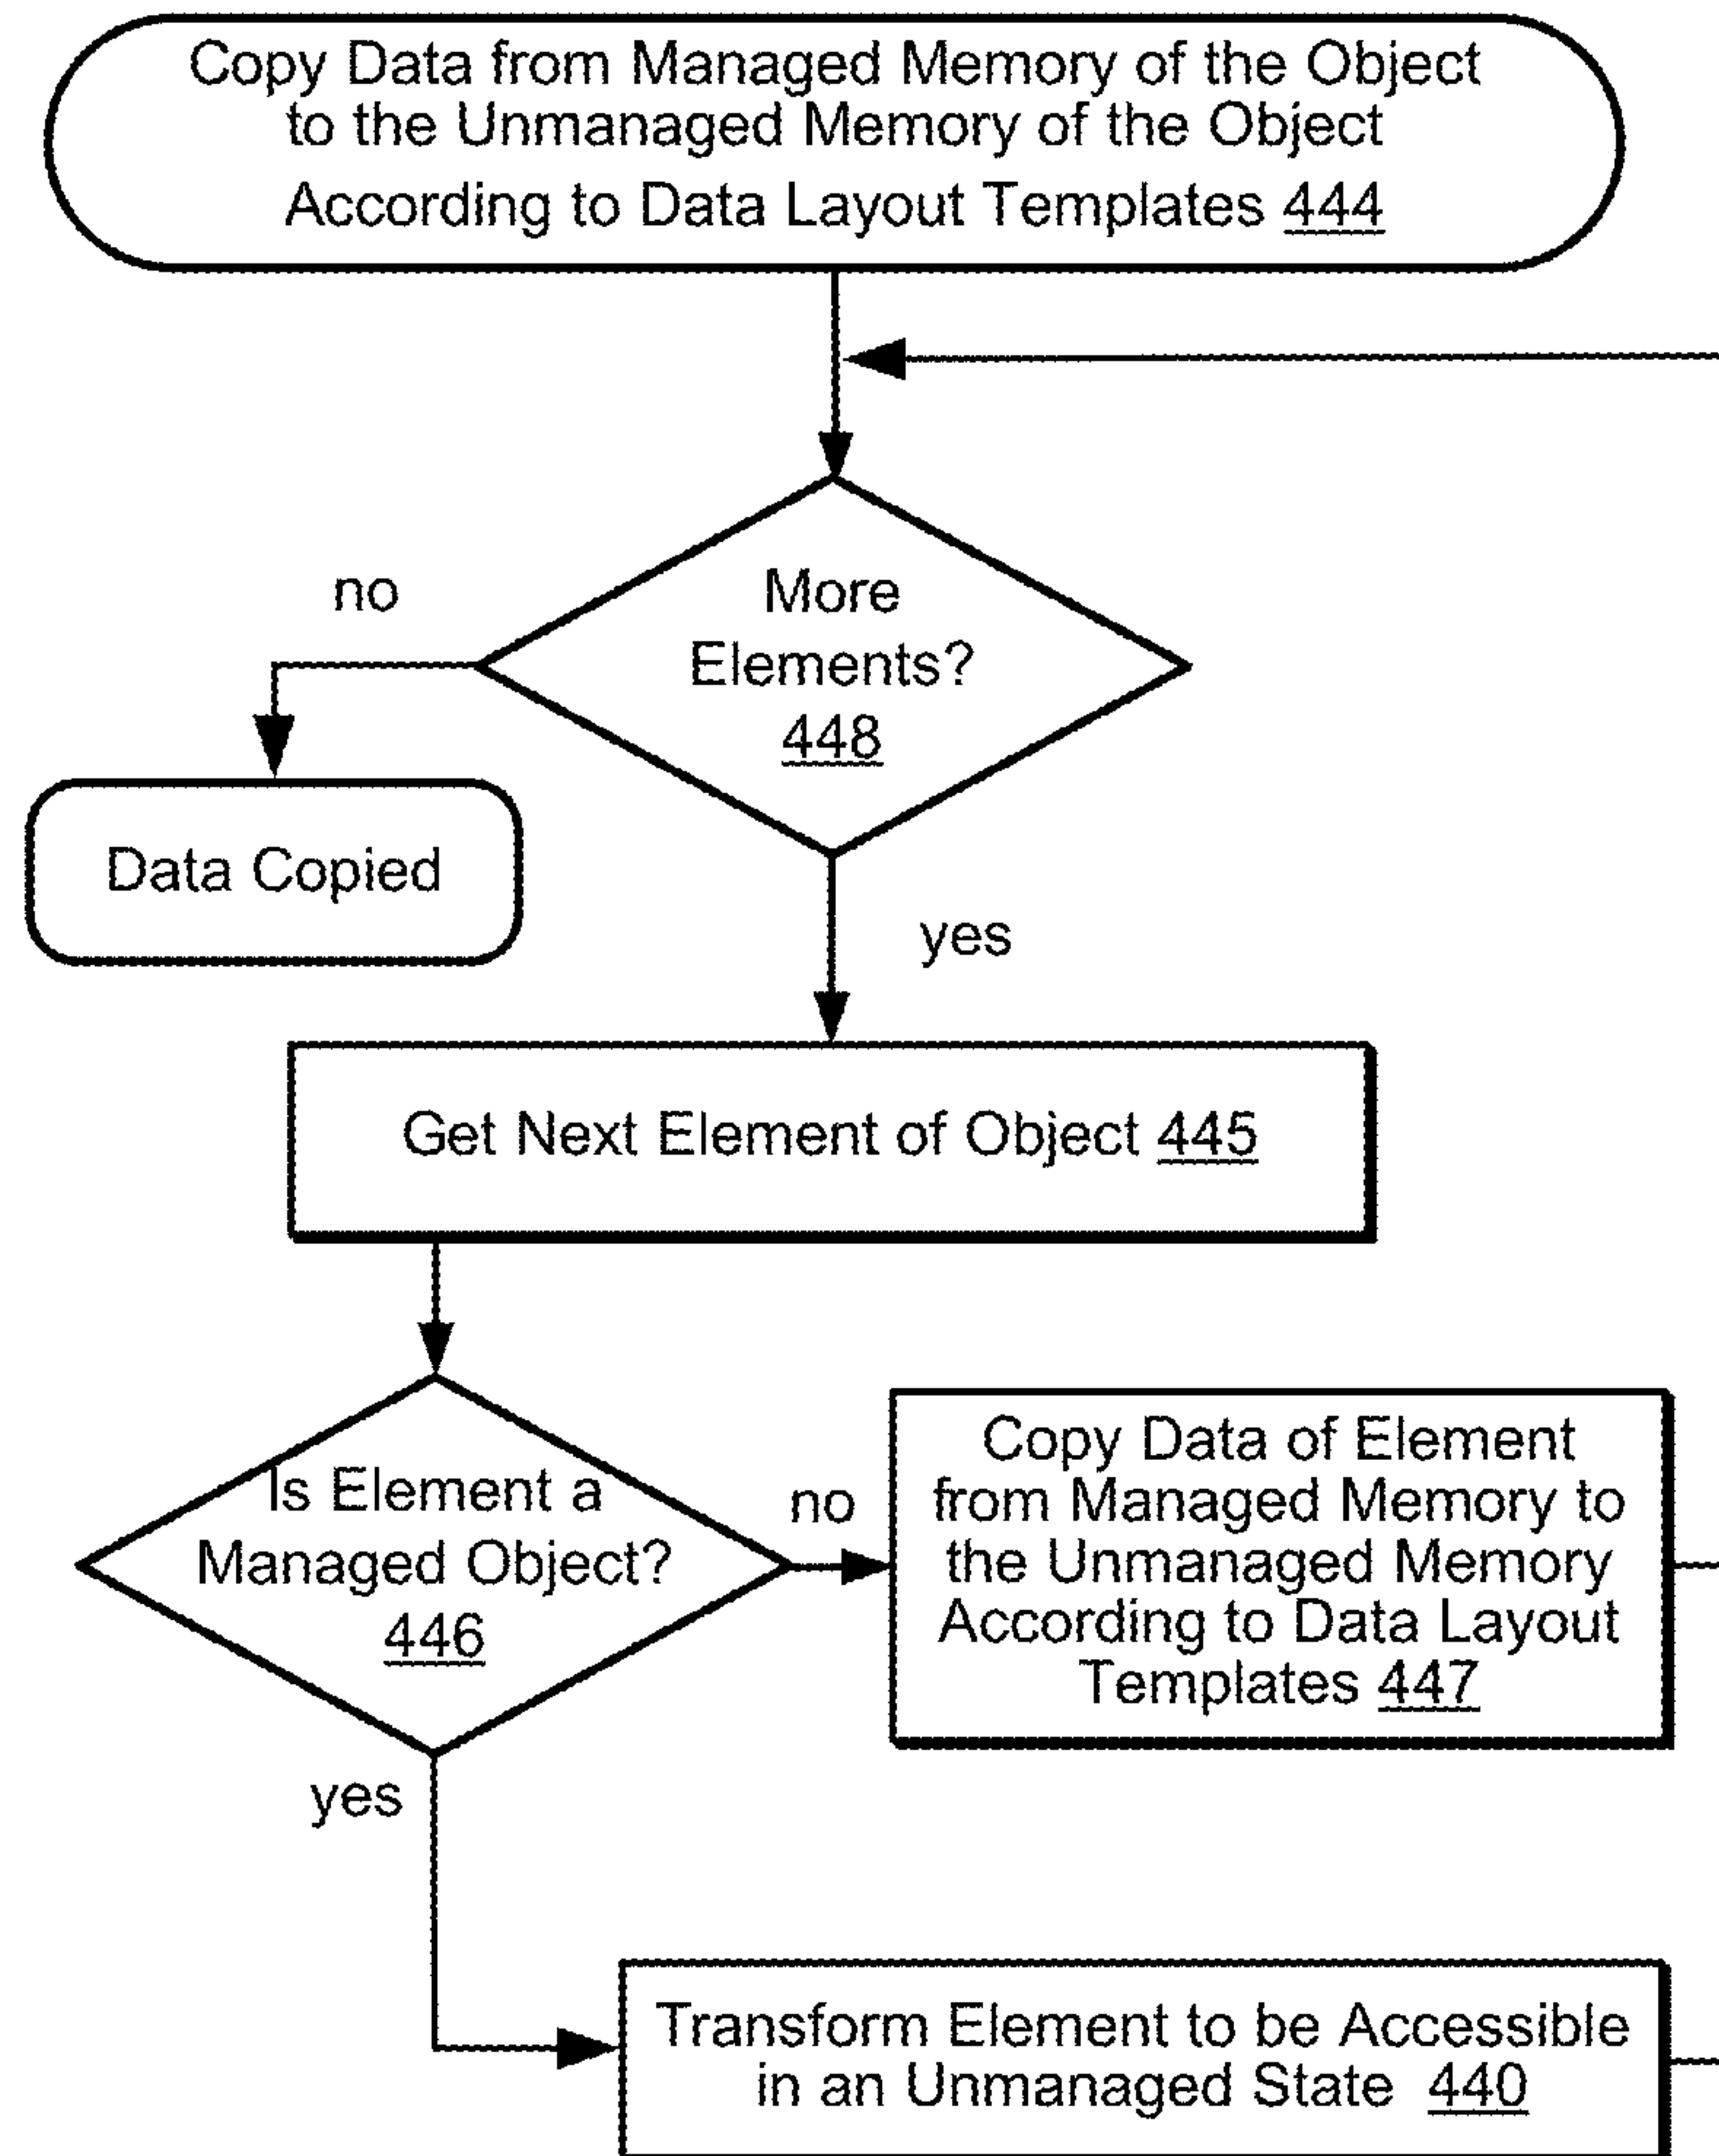 Copy Data from Managed Memory of the Object
to the Unmanaged Memory of the Object
According to Data Layout Templates 444
no
More
Elements?
448
Data Copied
yes
Get Next Element of Object 445
Is Element a
Managed Object?
446
no
Copy Data of Element
from Managed Memory to
the Unmanaged Memory
According to Data Layout
Templates 447
yes
Transform Element to be Accessible
in an Unmanaged State 440